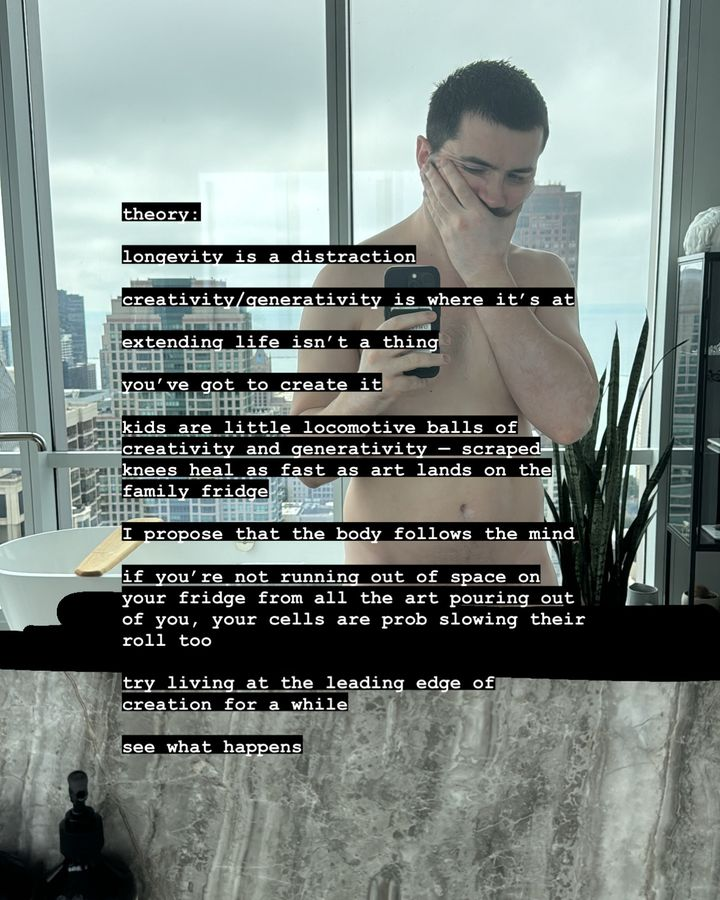 theory:
longevity is a distraction
creativity/generativity is where it’s at
extending life isn’t a thing
you’ve got to create it
kids are little locomotive balls of
creativity and generativity — scraped
knees heal as fast as art lands on the
family fridge
I propose that the body follows the mind
if you’re not running out of space on
your fridge from all the art pouring out
of you, your cells are prob slowing their
roll too
try living at the leading edge of
creation for a while
see what happens